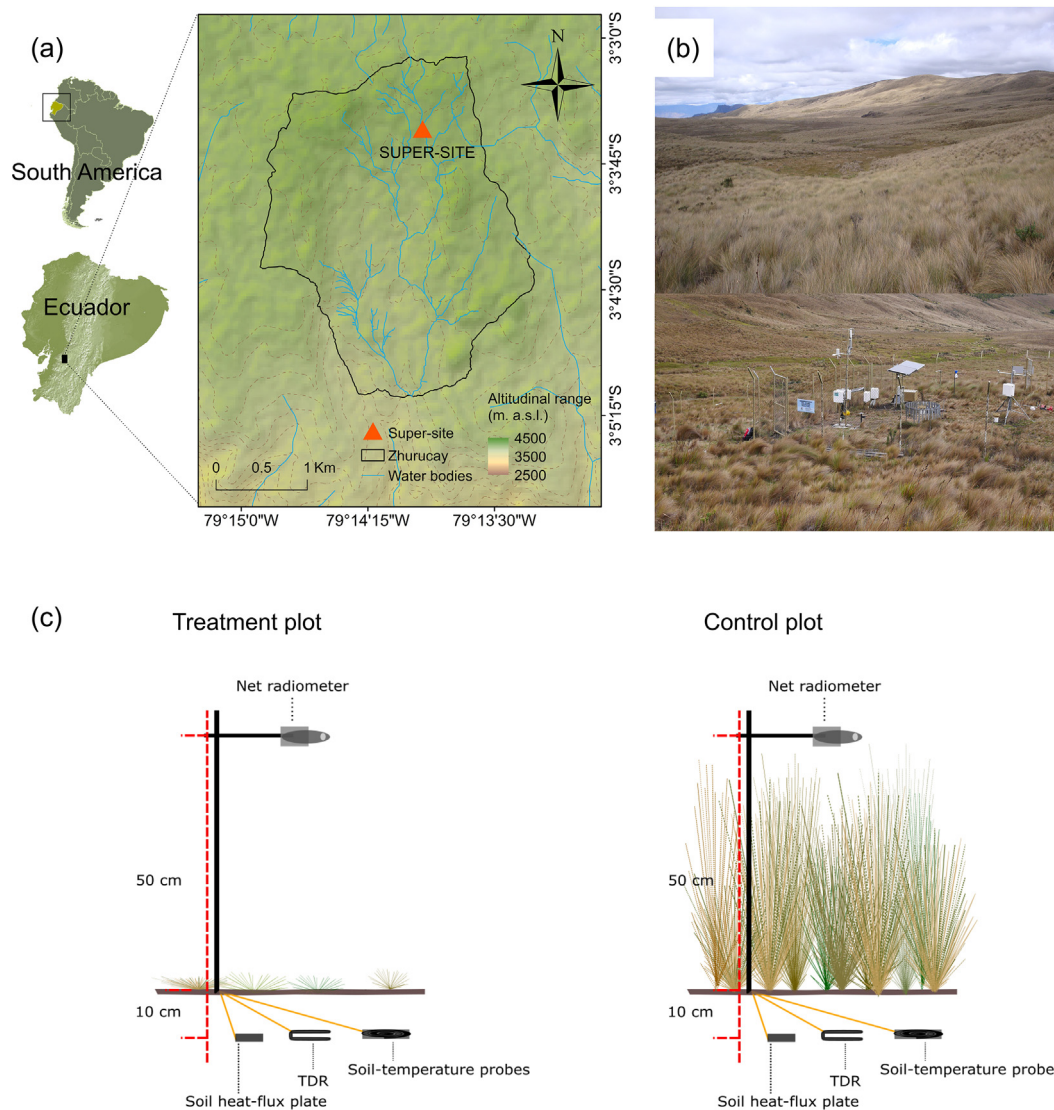 (a)
South America
Ecuador
N
SUPER-SITE
3°3'0"S
3°3'45"S
3°4'30"S
3°5'15"S
Altitudinal range
(m. a.s.l.)
4500
3500
2500
Super-site
Zhurucay
Water bodies
0 0.5 1 Km
79°15'0"W 79°14'15"W 79°13'30"W
(b)
(c)
Treatment plot
Net radiometer
50 cm
10 cm
Soil-temperature probes
TDR
Soil heat-flux plate
Control plot
Net radiometer
50 cm
10 cm
Soil-temperature probes
TDR
Soil heat-flux plate